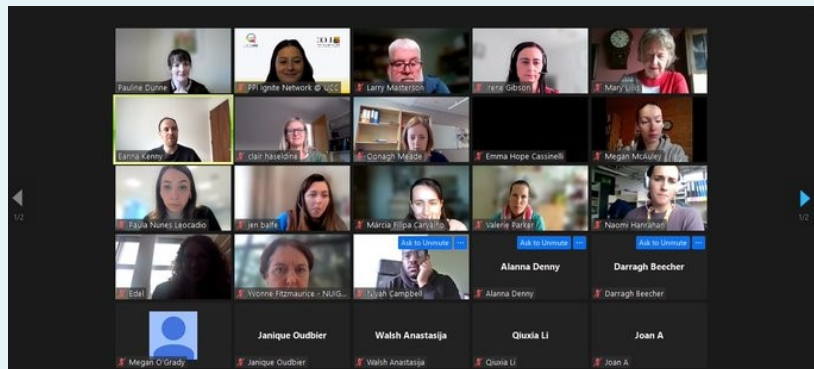 Pauline Dunne
PPI Ignite Network @ UCC
Larry Masterson
Irene Gibson
Mary
Eanna Kenny
clair haseldine
Oonagh Meade
Emma Hope Cassinelli
Megan McAuley
Paula Nunes Leocadio
jen balfe
Márcia Filipa Carvalho
Valerie Parker
Naomi Hanrahan
Ask to Unmute ...
Ask to Unmute ...
Ask to Unmute ...
Alanna Denny
Darragh Beecher
Edel
Yvonne Fitzmaurice - NUIG...
Niyah Campbell
Alanna Denny
Darragh Beecher
Janique Oudbier
Walsh Anastasija
Qiuxia Li
Joan A
Megan O'Grady
Janique Oudbier
Walsh Anastasija
Qiuxia Li
Joan A
1/2
1/2